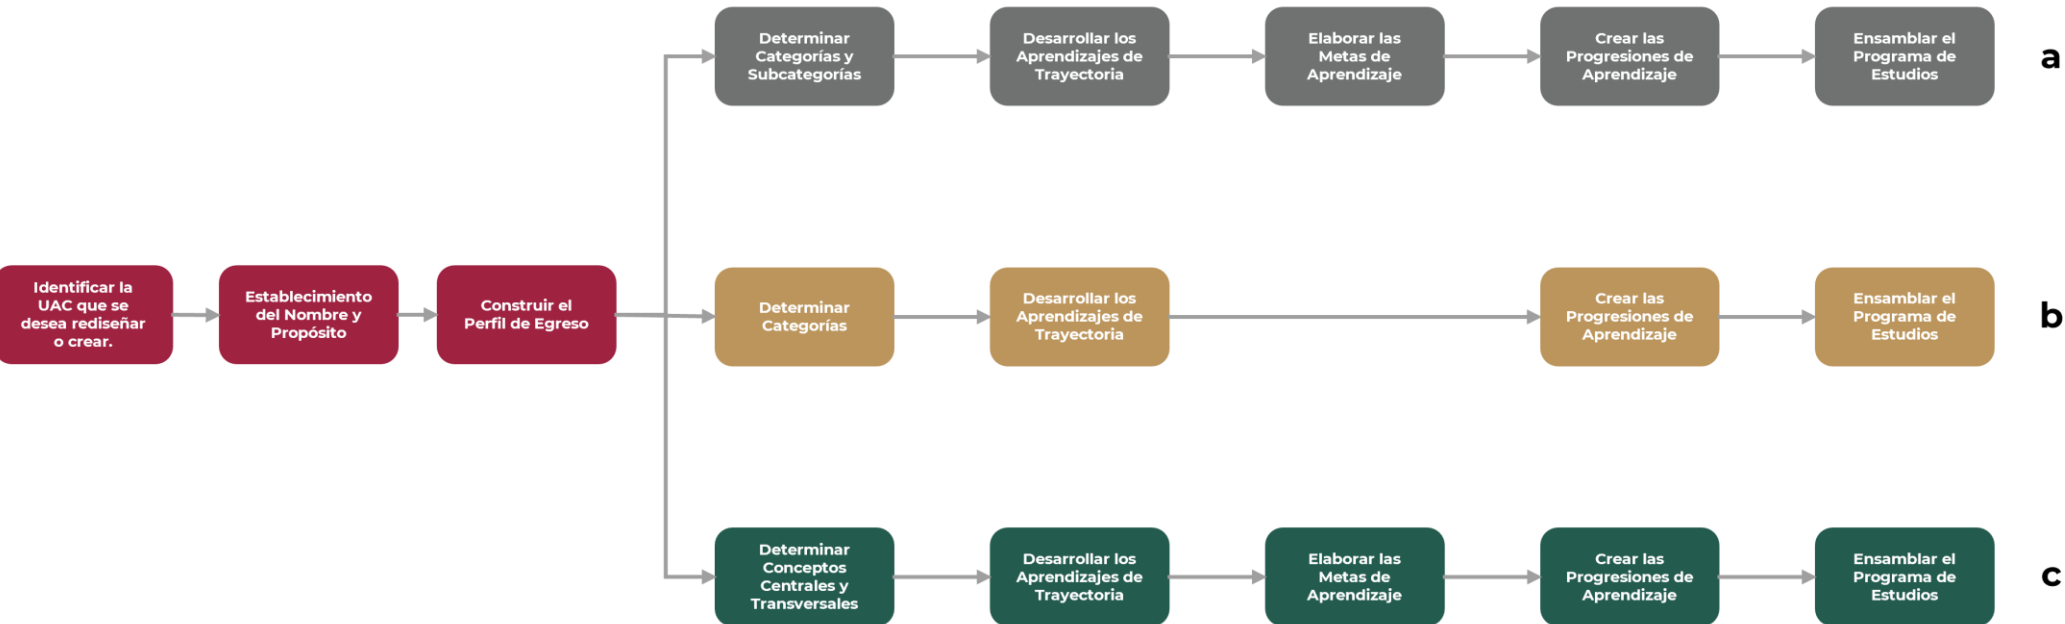 Determinar
Categorías y
Subcategorías
Desarrollar los
Aprendizajes de
Trayectoria
Elaborar las
Metas de
Aprendizaje
Crear las
Progresiones de
Aprendizaje
Ensamblar el
Programa de
Estudios
a
Identificar la
UAC que se
desea rediseñar
o crear.
Establecimiento
del Nombre y
Propósito
Construir el
Perfil de Egreso
Determinar
Categorías
Desarrollar los
Aprendizajes de
Trayectoria
Crear las
Progresiones de
Aprendizaje
Ensamblar el
Programa de
Estudios
b
Determinar
Conceptos
Centrales y
Transversales
Desarrollar los
Aprendizajes de
Trayectoria
Elaborar las
Metas de
Aprendizaje
Crear las
Progresiones de
Aprendizaje
Ensamblar el
Programa de
Estudios
c